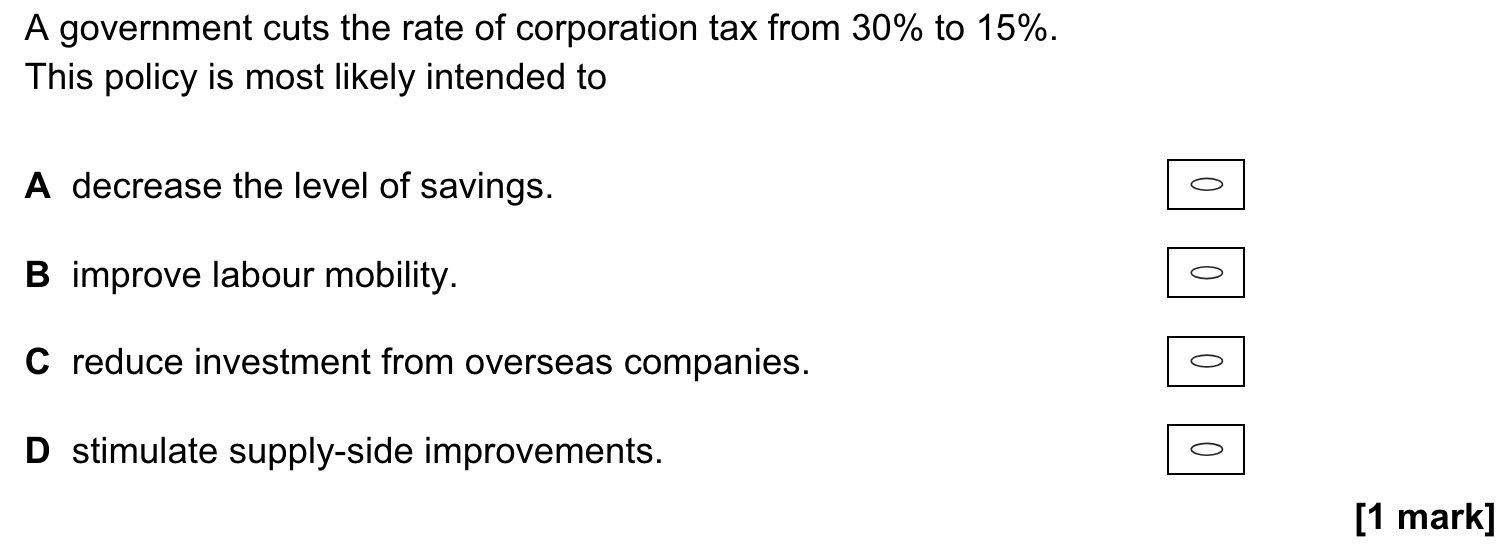 A government cuts the rate of corporation tax from 30% to 15%.
This policy is most likely intended to
A decrease the level of savings.
B improve labour mobility.
C reduce investment from overseas companies.
D stimulate supply-side improvements.
[1 mark]